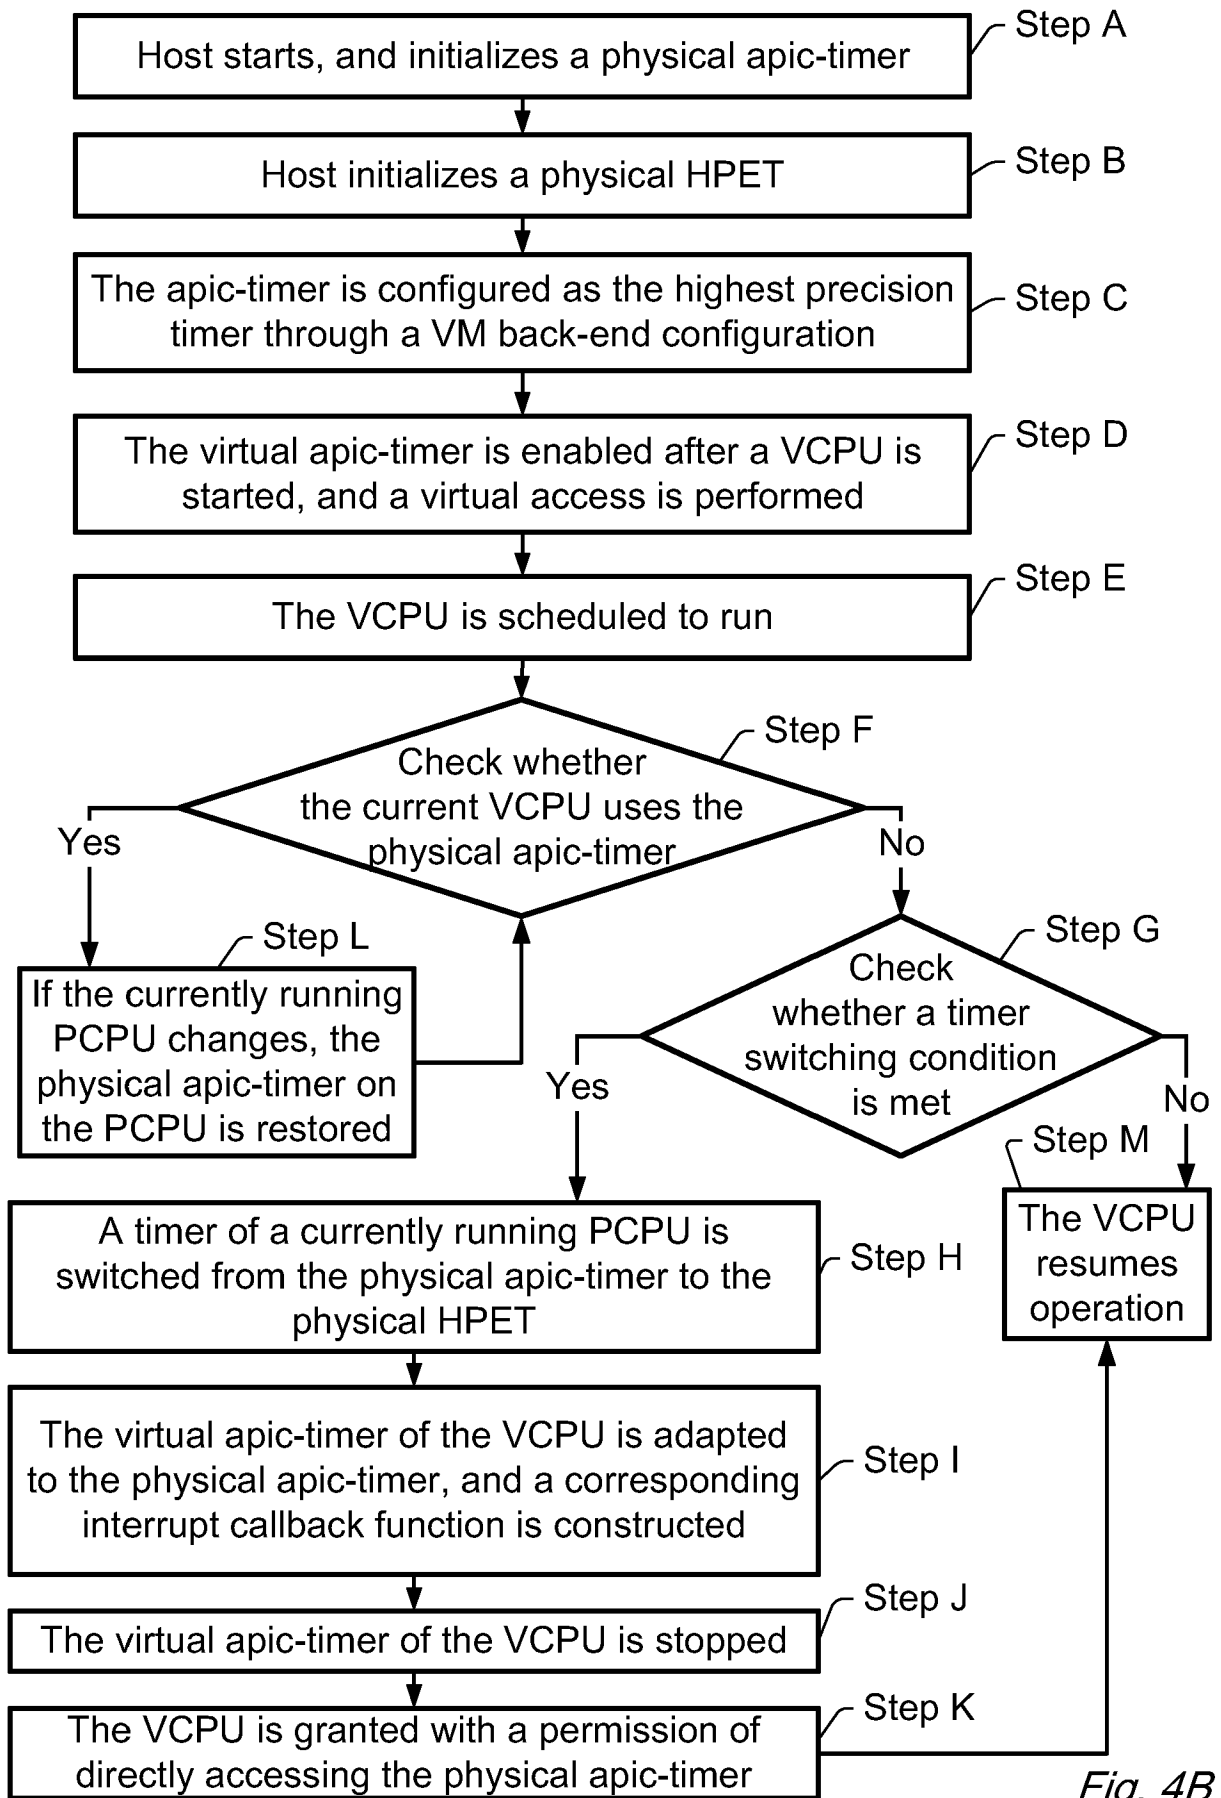 Host starts, and initializes a physical apic-timer
Step A
Host initializes a physical HPET
Step B
The apic-timer is configured as the highest precision
timer through a VM back-end configuration
Step C
The virtual apic-timer is enabled after a VCPU is
started, and a virtual access is performed
Step D
The VCPU is scheduled to run
Step E
Check whether
the current VCPU uses the
physical apic-timer
Step F
Yes
No
Step L
If the currently running
PCPU changes, the
physical apic-timer on
the PCPU is restored
Step G
Check
whether a timer
switching condition
is met
Yes
No
Step M
The VCPU
resumes
operation
A timer of a currently running PCPU is
switched from the physical apic-timer to the
physical HPET
Step H
The virtual apic-timer of the VCPU is adapted
to the physical apic-timer, and a corresponding
interrupt callback function is constructed
Step I
The virtual apic-timer of the VCPU is stopped
Step J
The VCPU is granted with a permission of
directly accessing the physical apic-timer
Step K
Fig. 4B